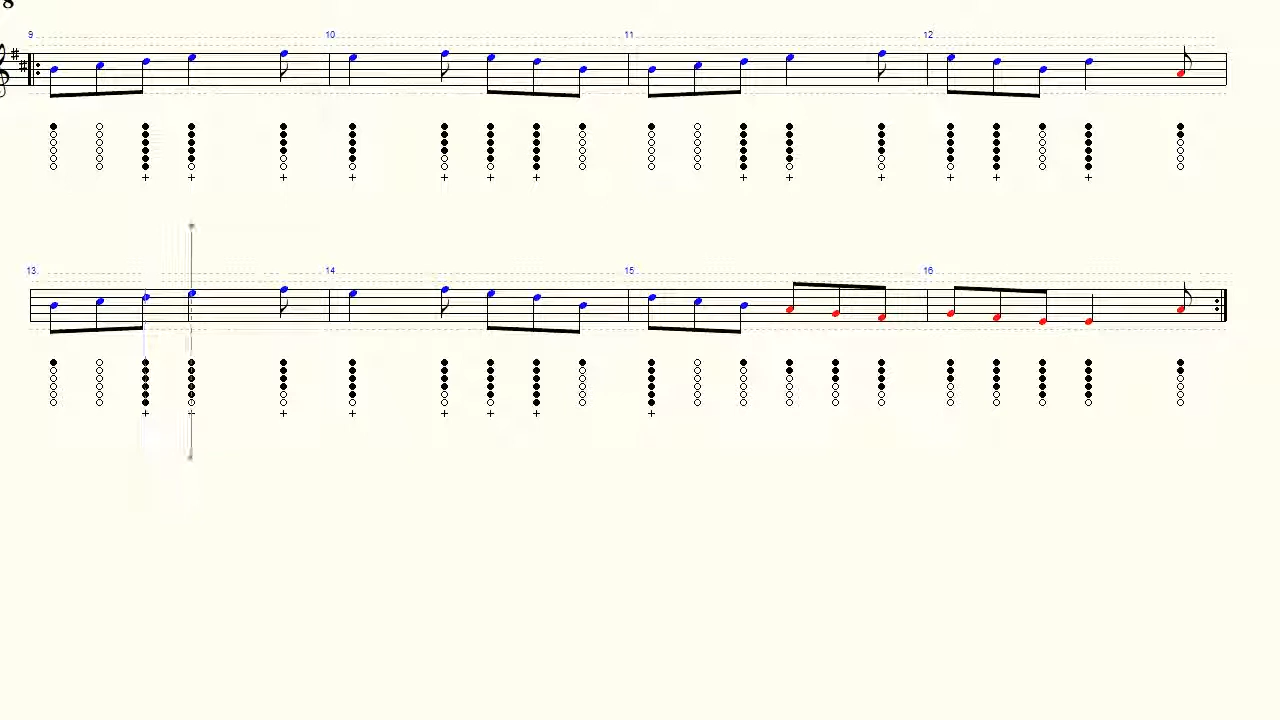 8
9 10 11 12
+ + + + + + + + + + + + +
13 14 15 16
+ + + + + + + +